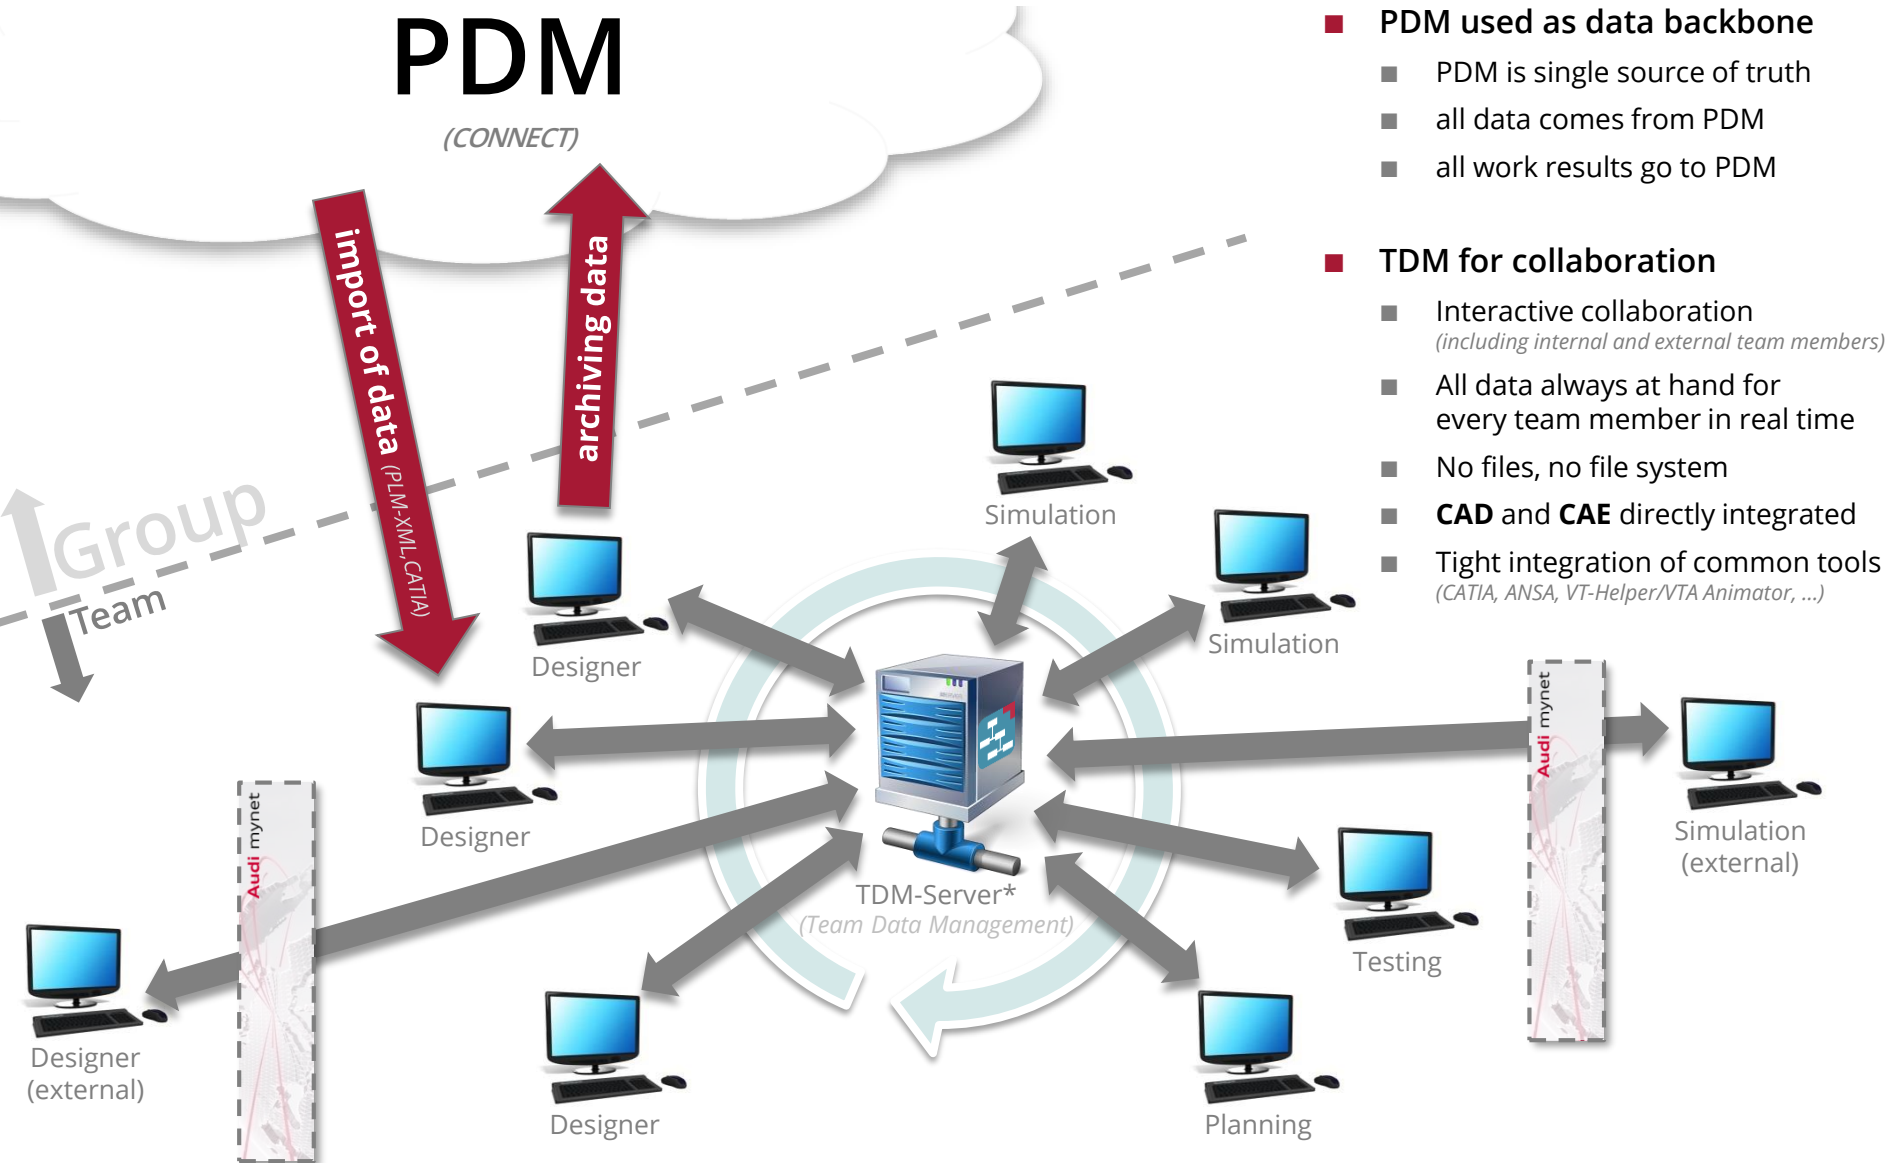 PDM
(CONNECT)
import of data (PLM-XML,CATIA)
archiving data
Group
Team
■ PDM used as data backbone
■ PDM is single source of truth
■ all data comes from PDM
■ all work results go to PDM
■ TDM for collaboration
■ Interactive collaboration
(including internal and external team members)
■ All data always at hand for
every team member in real time
■ No files, no file system
■ CAD and CAE directly integrated
■ Tight integration of common tools
(CATIA, ANSA, VT-Helper/VTA Animator, ...)
Simulation
Simulation
Designer
Designer
Audi mynet
Audi mynet
Simulation
(external)
TDM-Server*
(Team Data Management)
Testing
Designer
(external)
Designer
Planning